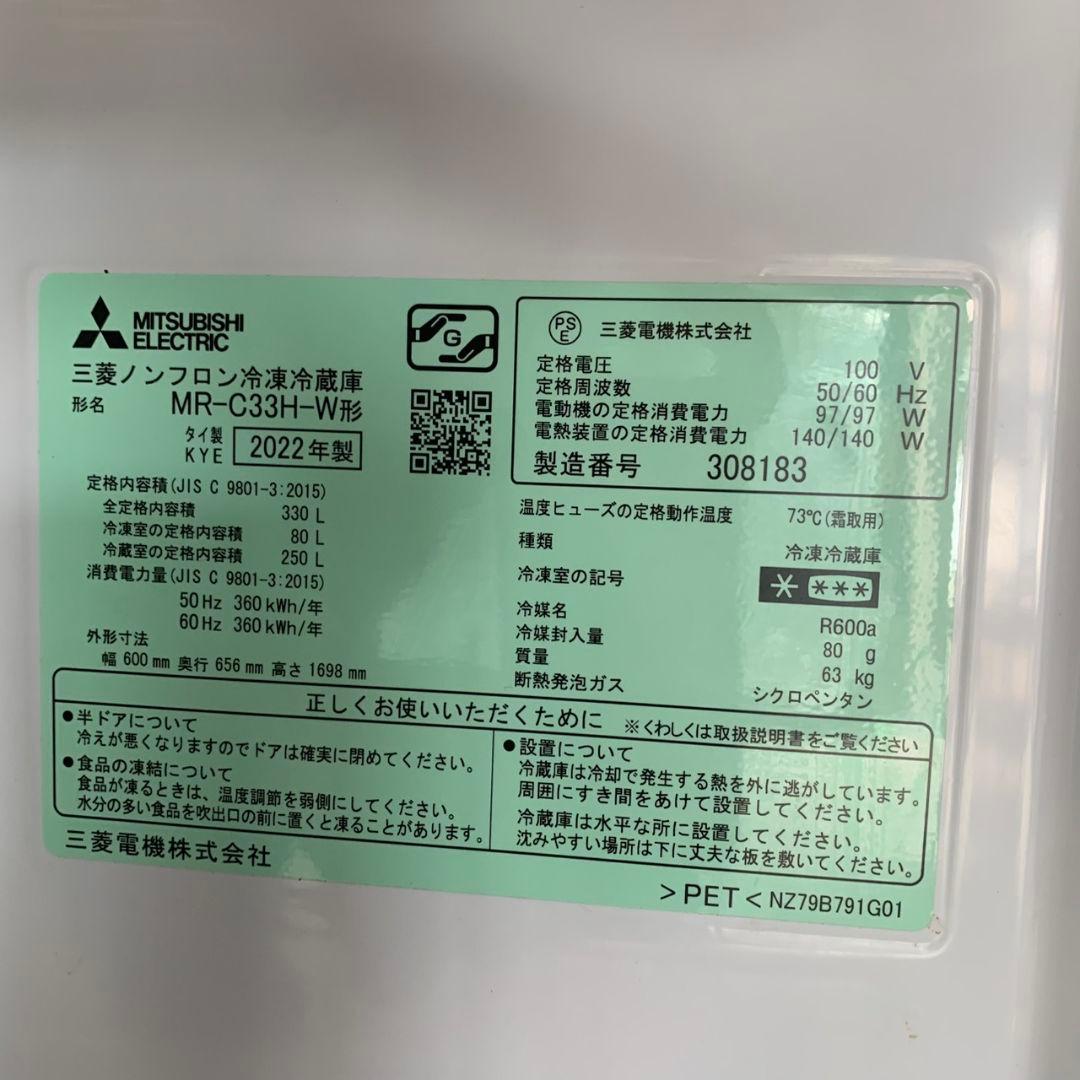 MITSUBISHI
ELECTRIC
G
三菱ノンフロン冷凍冷蔵庫
形名 MR-C33H-W形
タイ製
KYE 2022年製
定格内容積(JIS C 9801-3:2015)
全定格内容積 330 L
冷凍室の定格内容積 80 L
冷蔵室の定格内容積 250 L
消費電力量(JIS C 9801-3:2015)
50Hz 360kWh/年
60Hz 360kWh/年
外形寸法
幅 600mm 奥行 656mm 高さ 1698mm
PSE 三菱電機株式会社
定格電圧 100 V
定格周波数 50/60 Hz
電動機の定格消費電力 97/97 W
電熱装置の定格消費電力 140/140 W
製造番号 308183
温度ヒューズの定格動作温度 73℃(霜取用)
種類 冷凍冷蔵庫
冷凍室の記号 * ***
冷媒名 R600a
冷媒封入量 80 g
質量 63 kg
断熱発泡ガス シクロペンタン
正しくお使いいただくために ※くわしくは取扱説明書をご覧ください
●半ドアについて
冷えが悪くなりますのでドアは確実に閉めてください。
●食品の凍結について
食品が凍るときは、温度調節を弱側にしてください。
水分の多い食品を吹出口の前に置くと凍ることがあります。
●設置について
冷蔵庫は冷却で発生する熱を外に逃がしています。
周囲にすき間をあけて設置してください。
冷蔵庫は水平な所に設置してください。
沈みやすい場所は下に丈夫な板を敷いてください。
三菱電機株式会社
>PET< NZ79B791G01